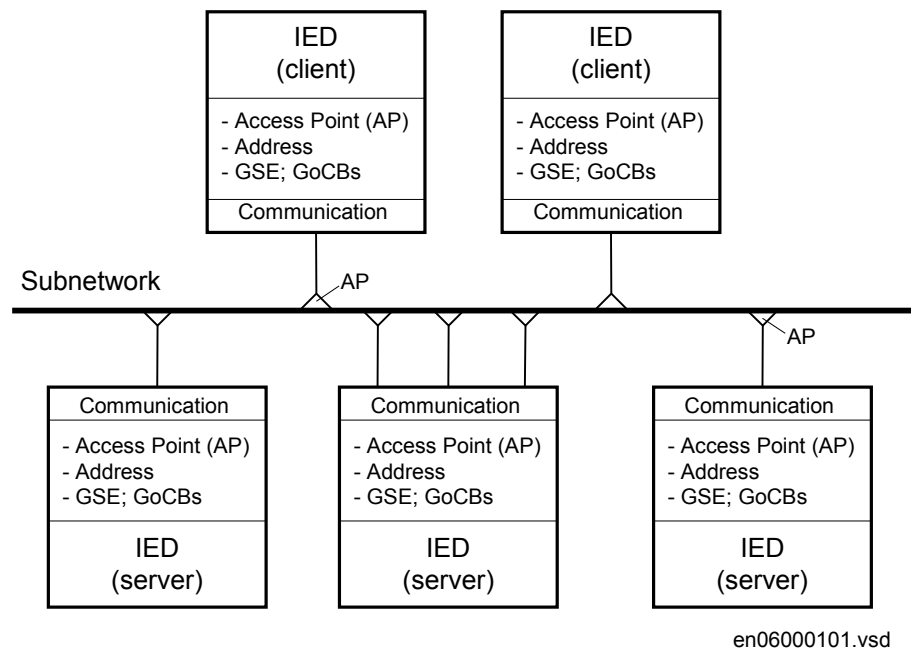 IED
(client)
- Access Point (AP)
- Address
- GSE; GoCBs
Communication
IED
(client)
- Access Point (AP)
- Address
- GSE; GoCBs
Communication
Subnetwork
AP
AP
Communication
- Access Point (AP)
- Address
- GSE; GoCBs
IED
(server)
Communication
- Access Point (AP)
- Address
- GSE; GoCBs
IED
(server)
Communication
- Access Point (AP)
- Address
- GSE; GoCBs
IED
(server)
en06000101.vsd